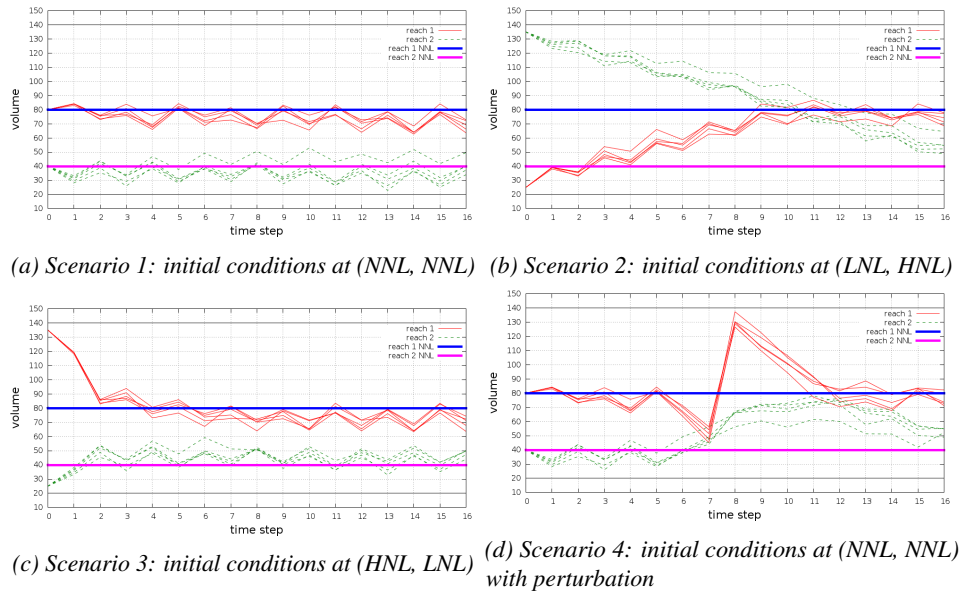 150
140
130
120
110
100
90
80
70
60
50
40
30
20
10
volume
reach 1
reach 2
reach 1 NNL
reach 2 NNL
0 1 2 3 4 5 6 7 8 9 10 11 12 13 14 15 16
time step
(a) Scenario 1: initial conditions at (NNL, NNL)
150
140
130
120
110
100
90
80
70
60
50
40
30
20
10
volume
reach 1
reach 2
reach 1 NNL
reach 2 NNL
0 1 2 3 4 5 6 7 8 9 10 11 12 13 14 15 16
time step
(b) Scenario 2: initial conditions at (LNL, HNL)
150
140
130
120
110
100
90
80
70
60
50
40
30
20
10
volume
reach 1
reach 2
reach 1 NNL
reach 2 NNL
0 1 2 3 4 5 6 7 8 9 10 11 12 13 14 15 16
time step
(c) Scenario 3: initial conditions at (HNL, LNL)
150
140
130
120
110
100
90
80
70
60
50
40
30
20
10
volume
reach 1
reach 2
reach 1 NNL
reach 2 NNL
0 1 2 3 4 5 6 7 8 9 10 11 12 13 14 15 16
time step
(d) Scenario 4: initial conditions at (NNL, NNL)
with perturbation